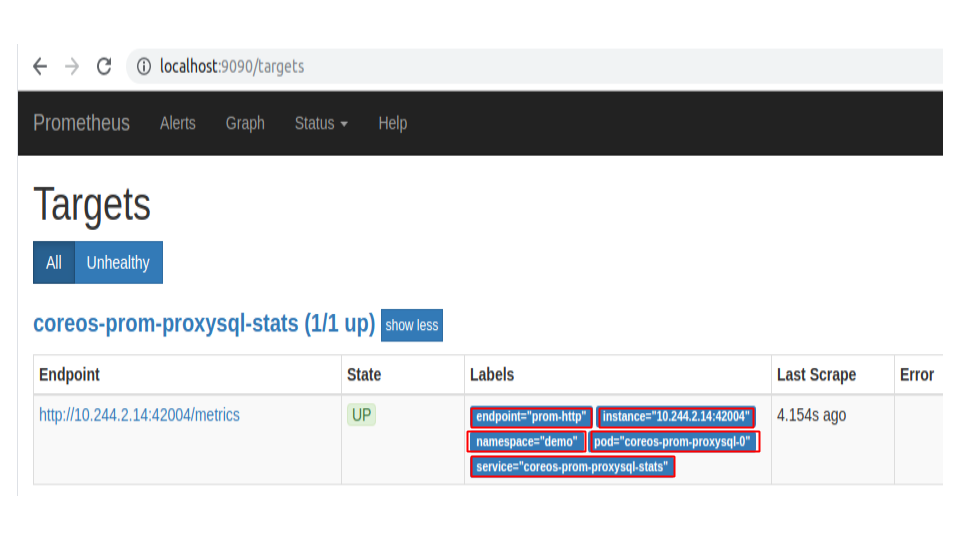 localhost:9090/targets
Prometheus Alerts Graph Status Help
Targets
All Unhealthy
coreos-prom-proxysql-stats (1/1 up) show less
Endpoint State Labels Last Scrape Error
http://10.244.2.14:42004/metrics UP endpoint="prom-http" instance="10.244.2.14:42004" 4.154s ago
namespace="demo" pod="coreos-prom-proxysql-0"
service="coreos-prom-proxysql-stats"